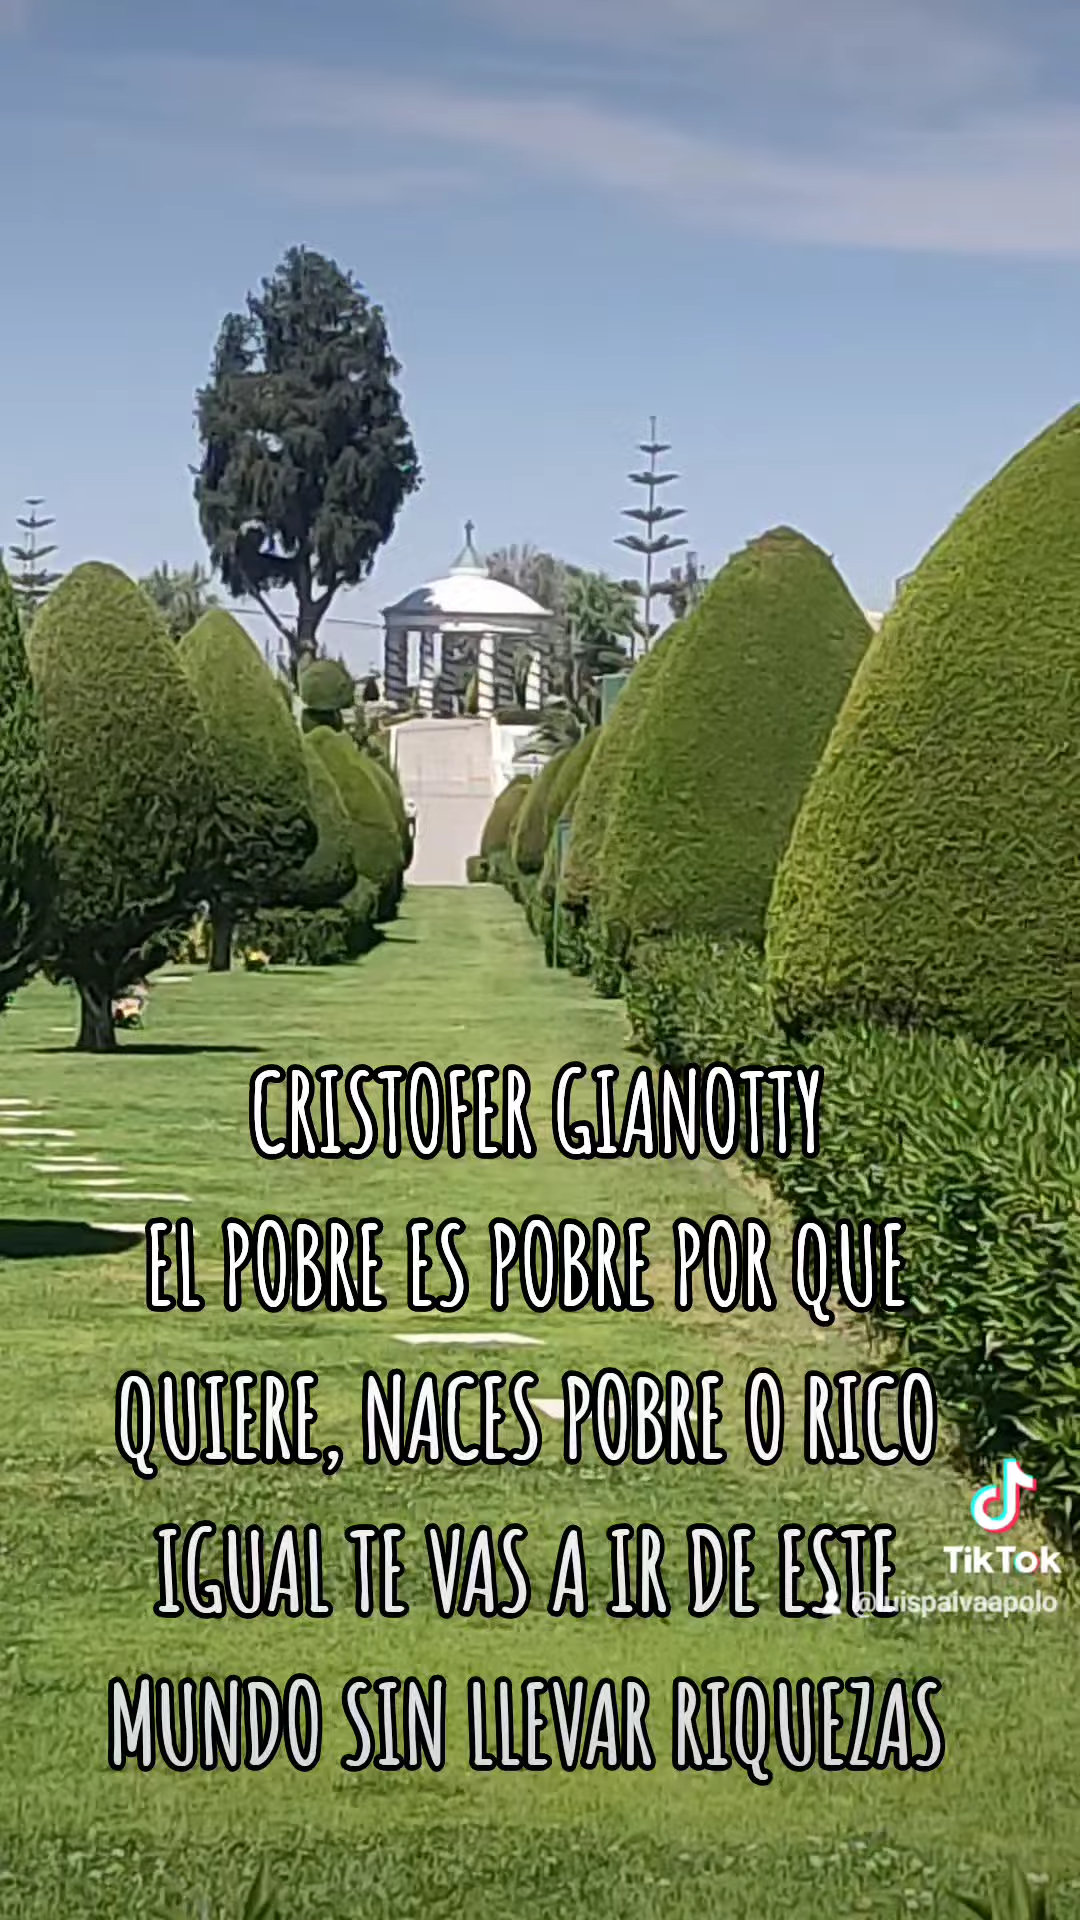 CRISTOFER GIANOTTY
EL POBRE ES POBRE POR QUE
QUIERE, NACES POBRE O RICO
IGUAL TE VAS A IR DE ESTE
MUNDO SIN LLEVAR RIQUEZAS
TikTok
@luispalvaapolo